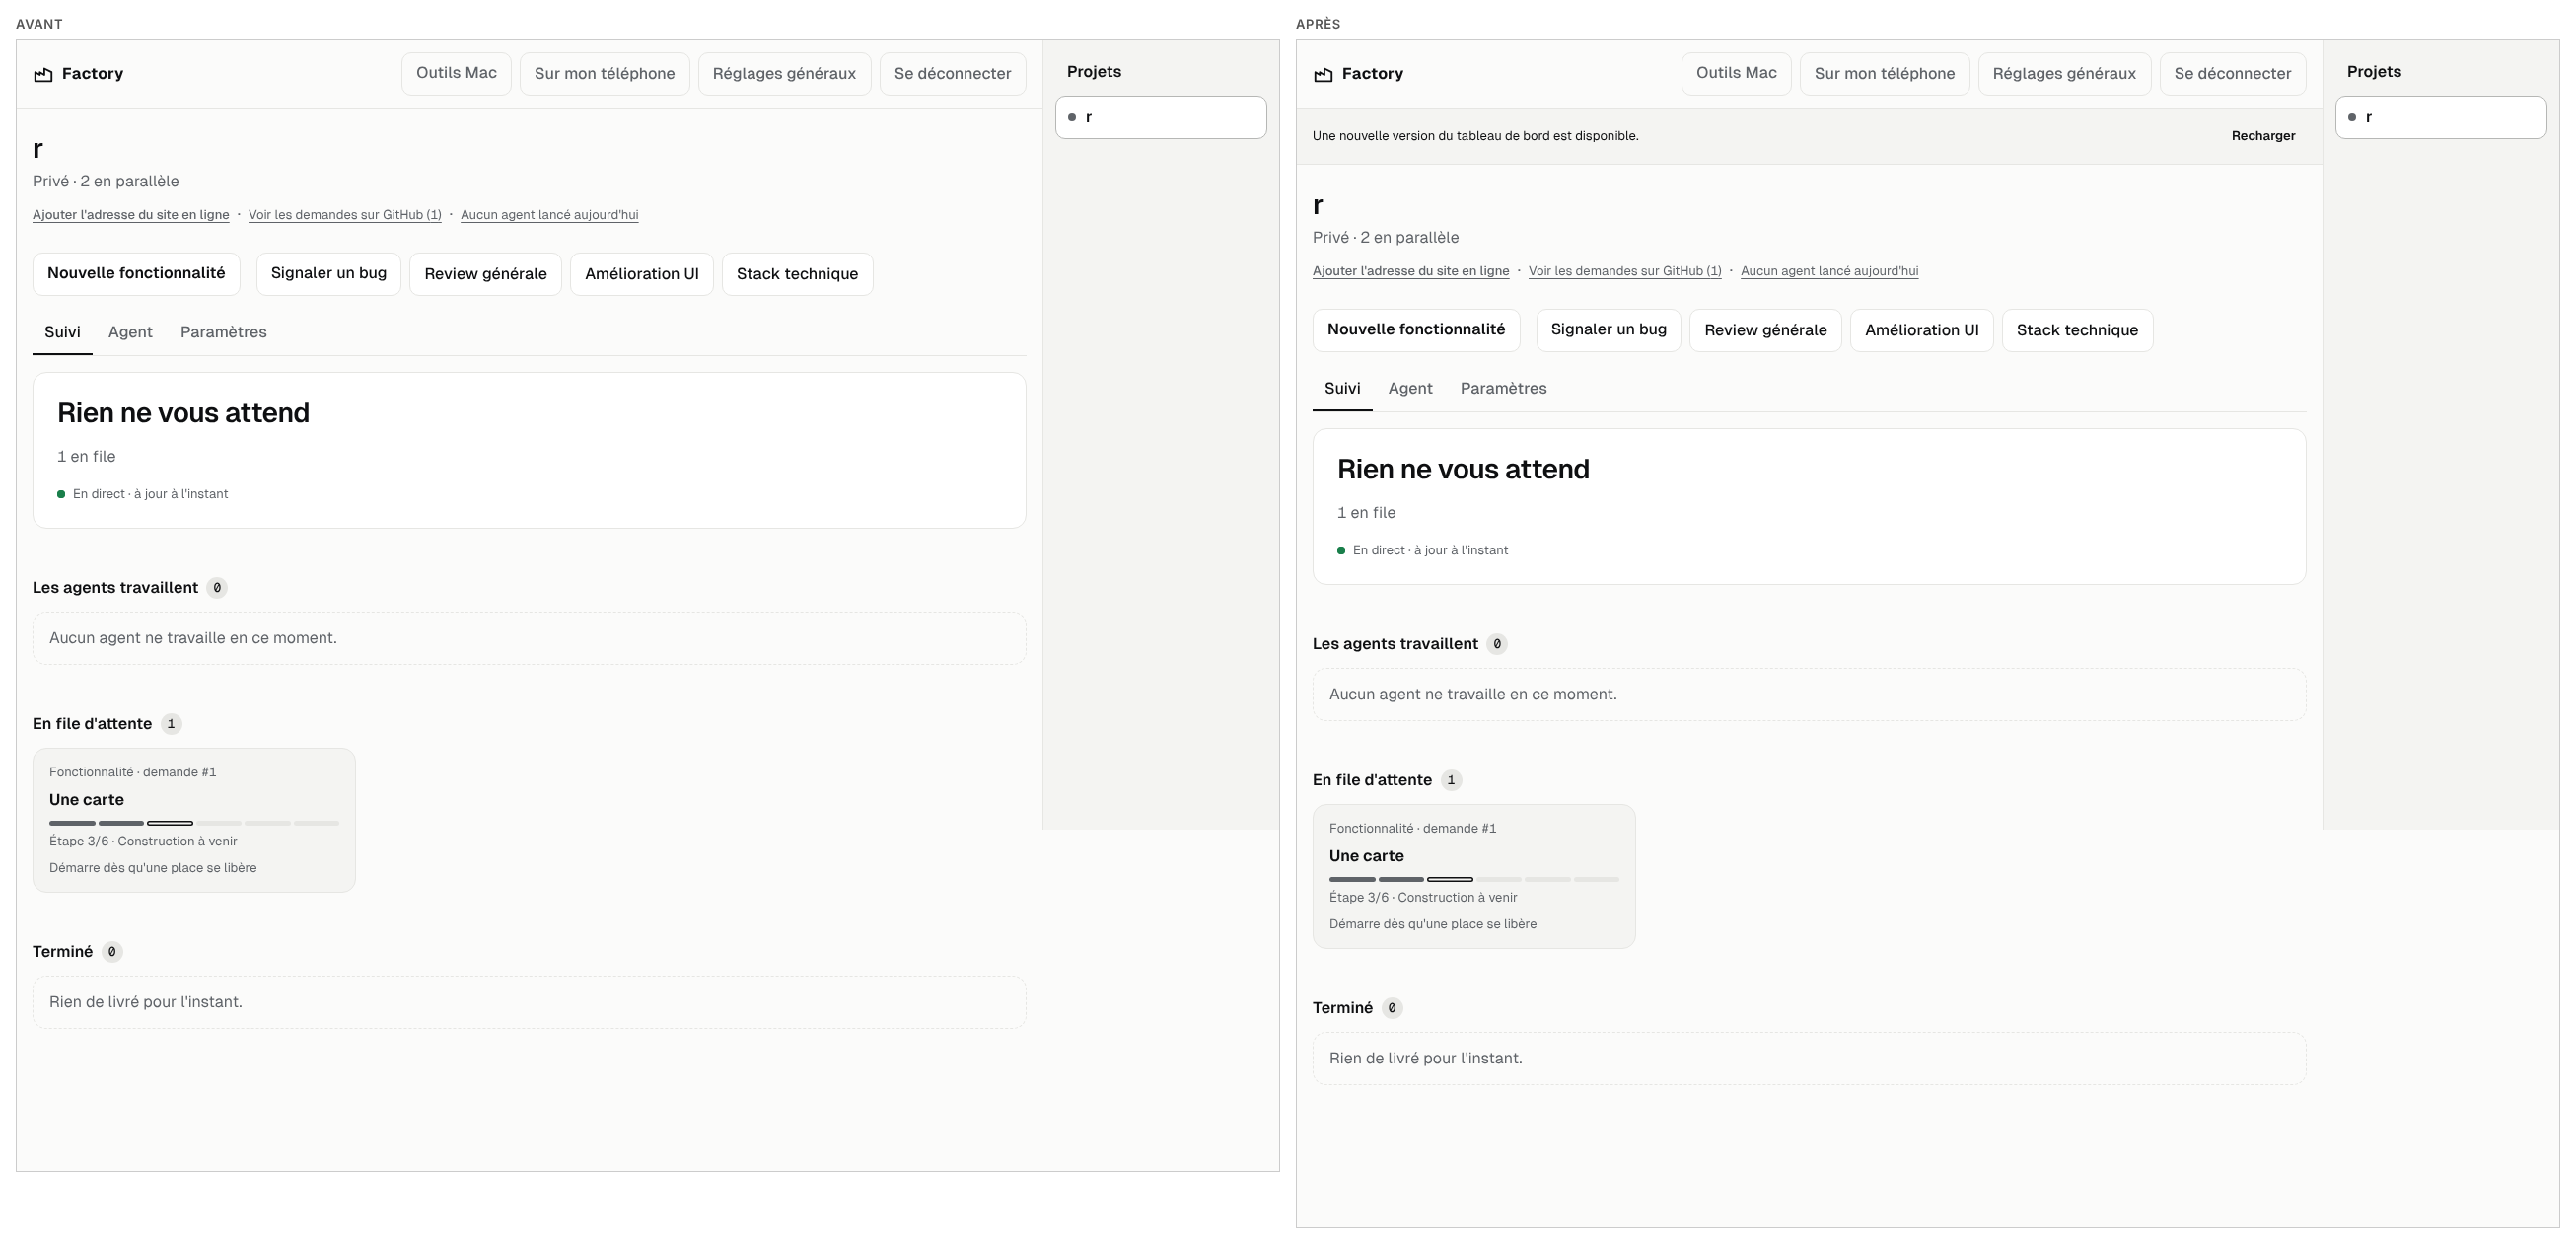 AVANT
Factory
Outils Mac
Sur mon téléphone
Réglages généraux
Se déconnecter
Projets
r
r
Privé · 2 en parallèle
Ajouter l'adresse du site en ligne · Voir les demandes sur GitHub (1) · Aucun agent lancé aujourd'hui
Nouvelle fonctionnalité
Signaler un bug
Review générale
Amélioration UI
Stack technique
Suivi
Agent
Paramètres
Rien ne vous attend
1 en file
En direct · à jour à l'instant
Les agents travaillent 0
Aucun agent ne travaille en ce moment.
En file d'attente 1
Fonctionnalité · demande #1
Une carte
Étape 3/6 · Construction à venir
Démarre dès qu'une place se libère
Terminé 0
Rien de livré pour l'instant.
APRÈS
Factory
Outils Mac
Sur mon téléphone
Réglages généraux
Se déconnecter
Projets
r
Une nouvelle version du tableau de bord est disponible.
Recharger
r
Privé · 2 en parallèle
Ajouter l'adresse du site en ligne · Voir les demandes sur GitHub (1) · Aucun agent lancé aujourd'hui
Nouvelle fonctionnalité
Signaler un bug
Review générale
Amélioration UI
Stack technique
Suivi
Agent
Paramètres
Rien ne vous attend
1 en file
En direct · à jour à l'instant
Les agents travaillent 0
Aucun agent ne travaille en ce moment.
En file d'attente 1
Fonctionnalité · demande #1
Une carte
Étape 3/6 · Construction à venir
Démarre dès qu'une place se libère
Terminé 0
Rien de livré pour l'instant.